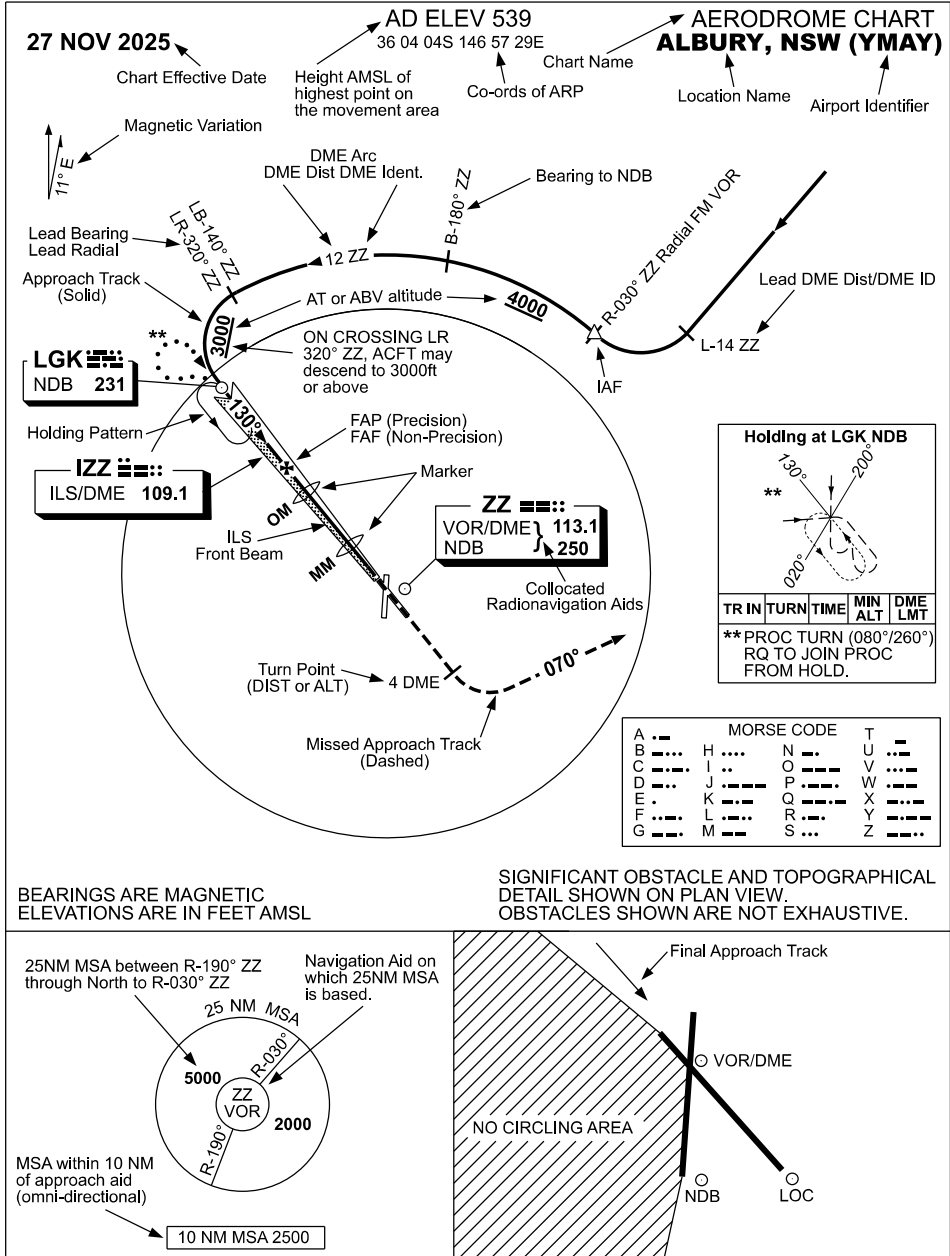 27 NOV 2025
AD ELEV 539
36 04 04S 146 57 29E
AERODROME CHART
ALBURY, NSW (YMAY)
Chart Effective Date
Height AMSL of
highest point on
the movement area
Co-ords of ARP
Chart Name
Location Name
Airport Identifier
Magnetic Variation
11° E
DME Arc
DME Dist DME Ident.
Bearing to NDB
B-180° ZZ
R-030° ZZ Radial FM VOR
Lead Bearing
Lead Radial
LB-140° ZZ
LR-320° ZZ
12 ZZ
Approach Track
(Solid)
AT or ABV altitude
4000
Lead DME Dist/DME ID
3000
ON CROSSING LR
320° ZZ, ACFT may
descend to 3000ft
or above
L-14 ZZ
IAF
**
LGK
NDB 231
130°
FAP (Precision)
FAF (Non-Precision)
Holding Pattern
IZZ
ILS/DME 109.1
Marker
OM
ILS
Front Beam
MM
ZZ
VOR/DME } 113.1
NDB 250
Collocated
Radionavigation Aids
Holding at LGK NDB
130°
200°
**
020°
TR IN TURN TIME MIN ALT DME LMT
**PROC TURN (080°/260°)
RQ TO JOIN PROC
FROM HOLD.
Turn Point
(DIST or ALT)
4 DME
070°
Missed Approach Track
(Dashed)
MORSE CODE
A .- T -
B -... H .... N -. U ..-
C -.-. I .. O --- V ...-
D -.. J .--- P .--. W .--
E . K -.- Q --.- X -..-
F ..-. L .-.. R .-. Y -.--
G --. M -- S ... Z --..
BEARINGS ARE MAGNETIC
ELEVATIONS ARE IN FEET AMSL
SIGNIFICANT OBSTACLE AND TOPOGRAPHICAL
DETAIL SHOWN ON PLAN VIEW.
OBSTACLES SHOWN ARE NOT EXHAUSTIVE.
25NM MSA between R-190° ZZ
through North to R-030° ZZ
Navigation Aid on
which 25NM MSA
is based.
25 NM MSA
R-030°
5000
ZZ
VOR
2000
R-190°
MSA within 10 NM
of approach aid
(omni-directional)
10 NM MSA 2500
Final Approach Track
VOR/DME
NO CIRCLING AREA
NDB
LOC